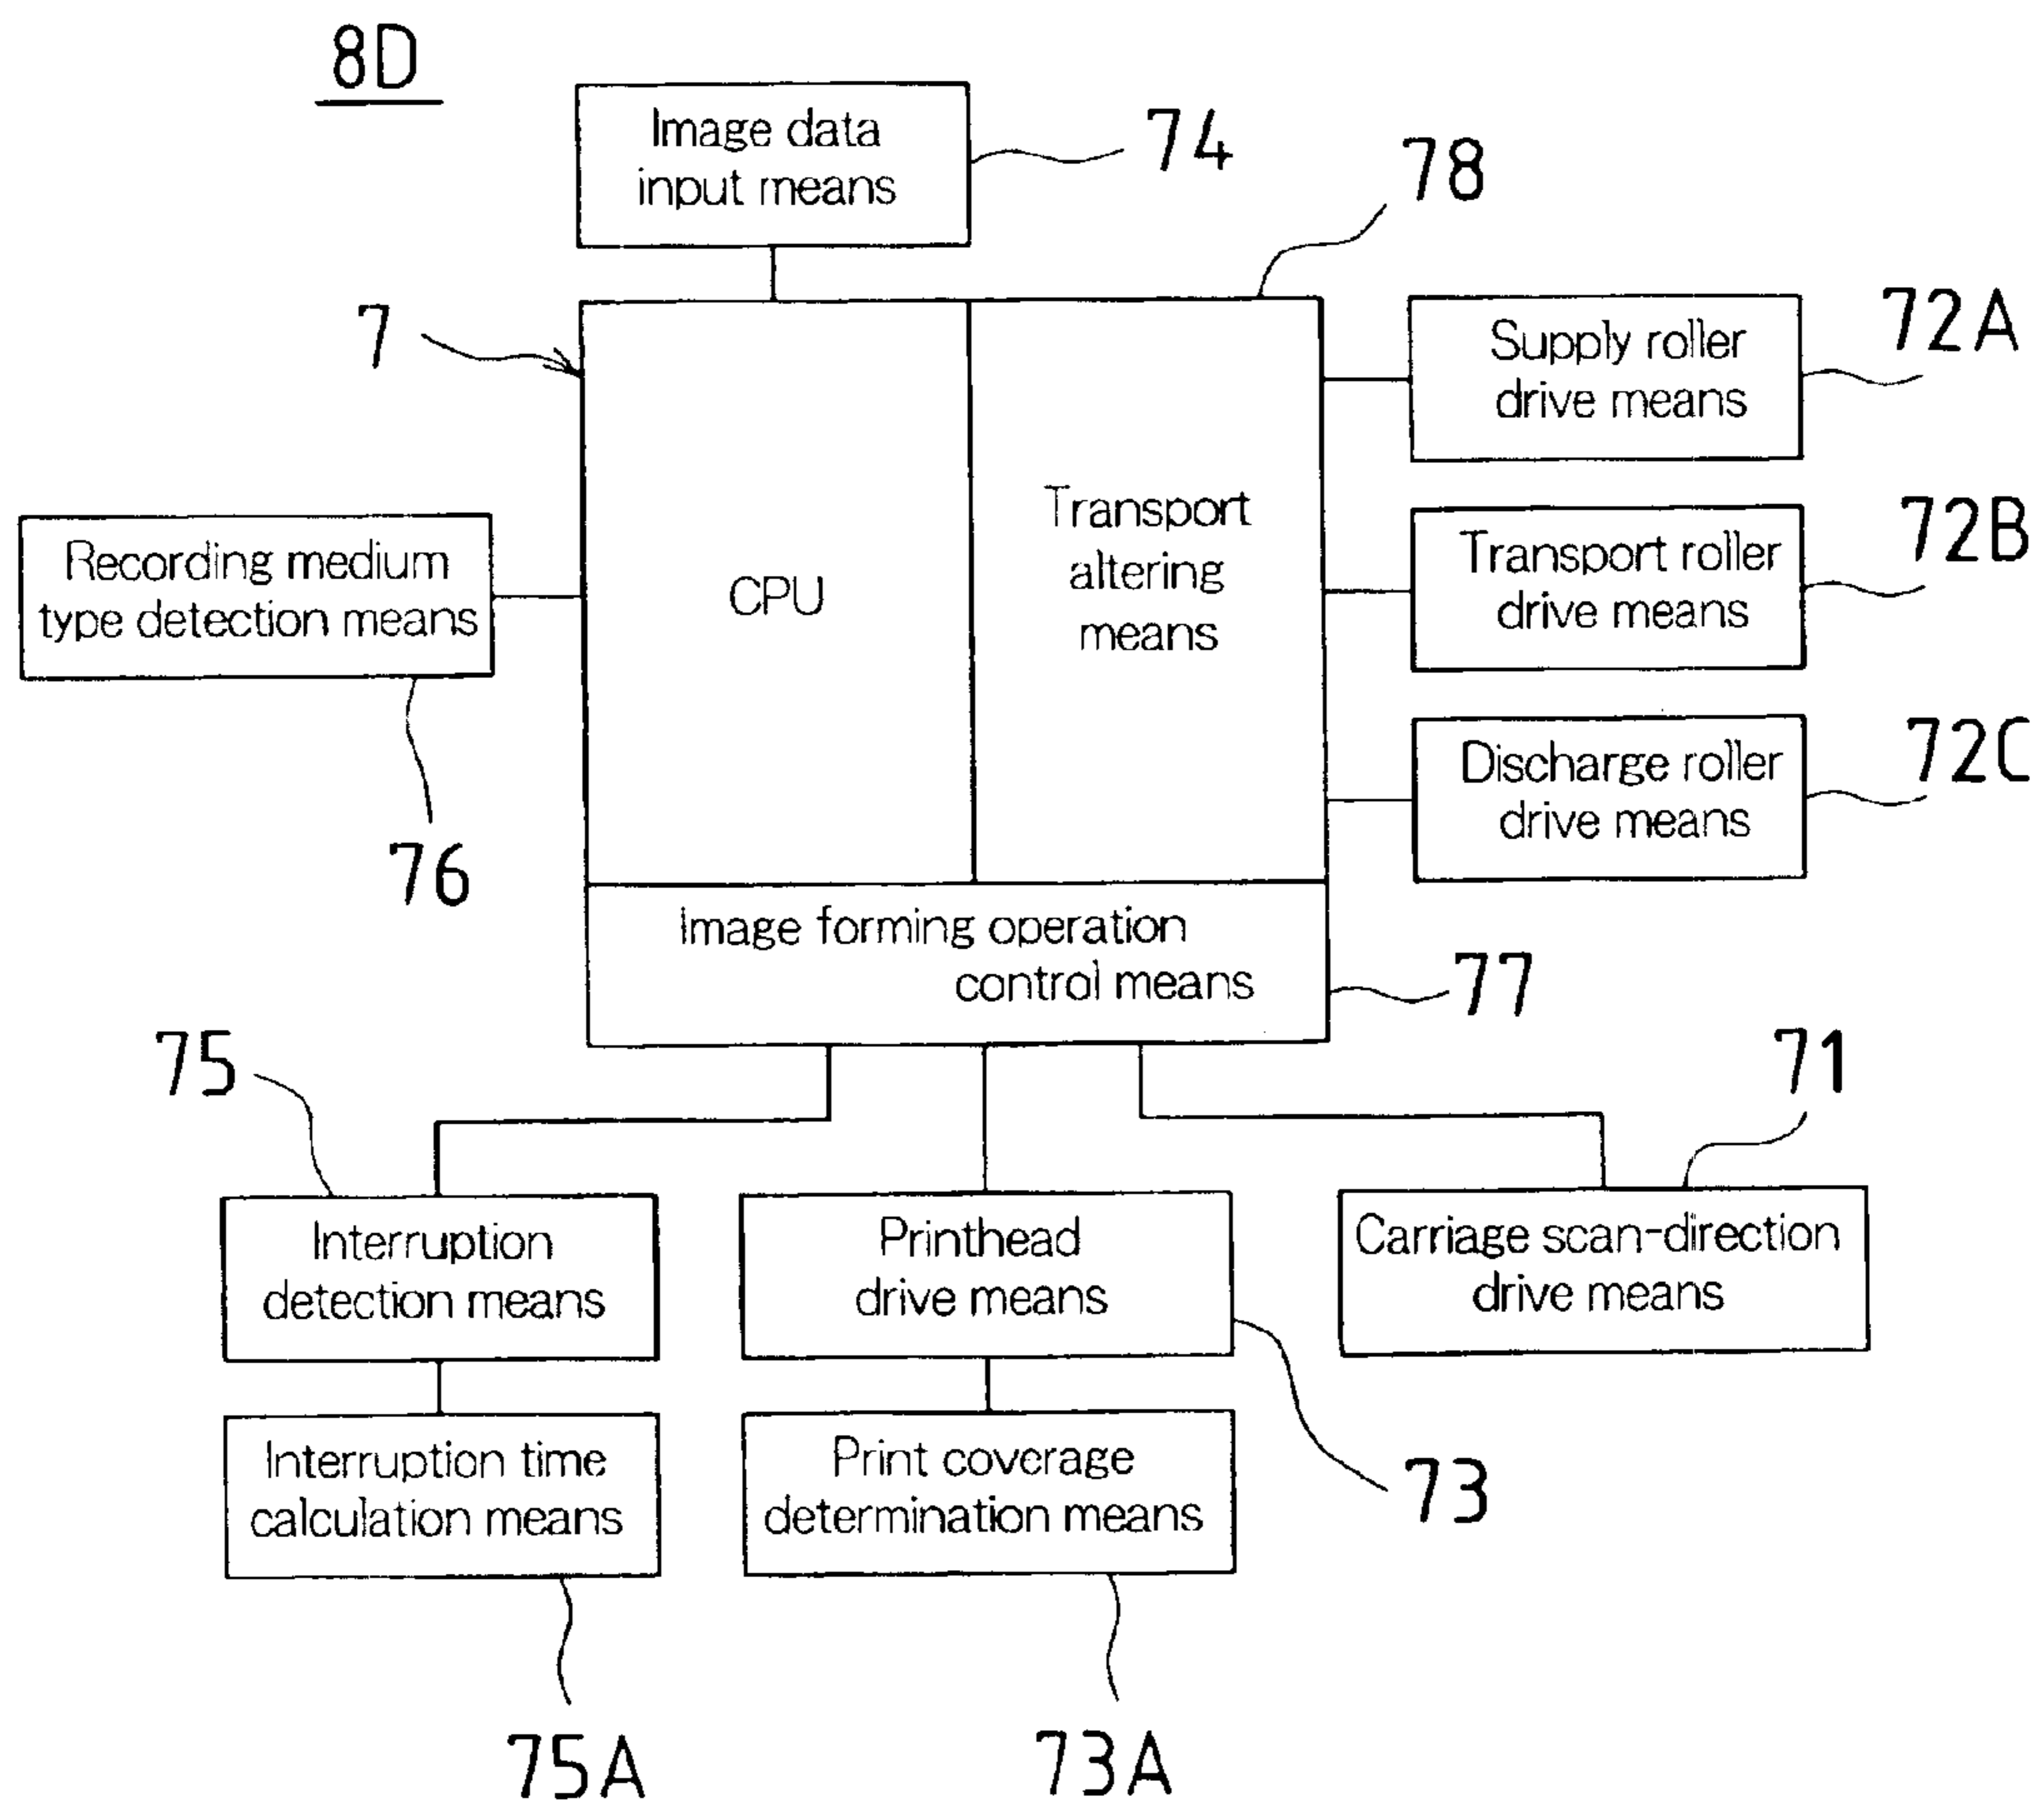 8D
Image data
input means
74
78
7
Supply roller
drive means
72A
Recording medium
type detection means
76
CPU
Transport
altering
means
Transport roller
drive means
72B
Discharge roller
drive means
72C
Image forming operation
control means
77
75
71
Interruption
detection means
Printhead
drive means
73
Carriage scan-direction
drive means
Interruption time
calculation means
75A
Print coverage
determination means
73A